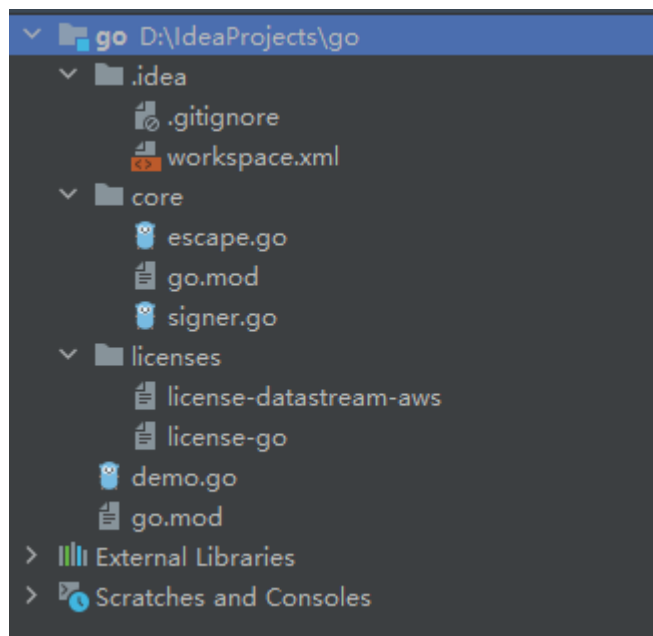 go D:\IdeaProjects\go
.idea
.gitignore
workspace.xml
core
escape.go
go.mod
signer.go
licenses
license-datastream-aws
license-go
demo.go
go.mod
External Libraries
Scratches and Consoles